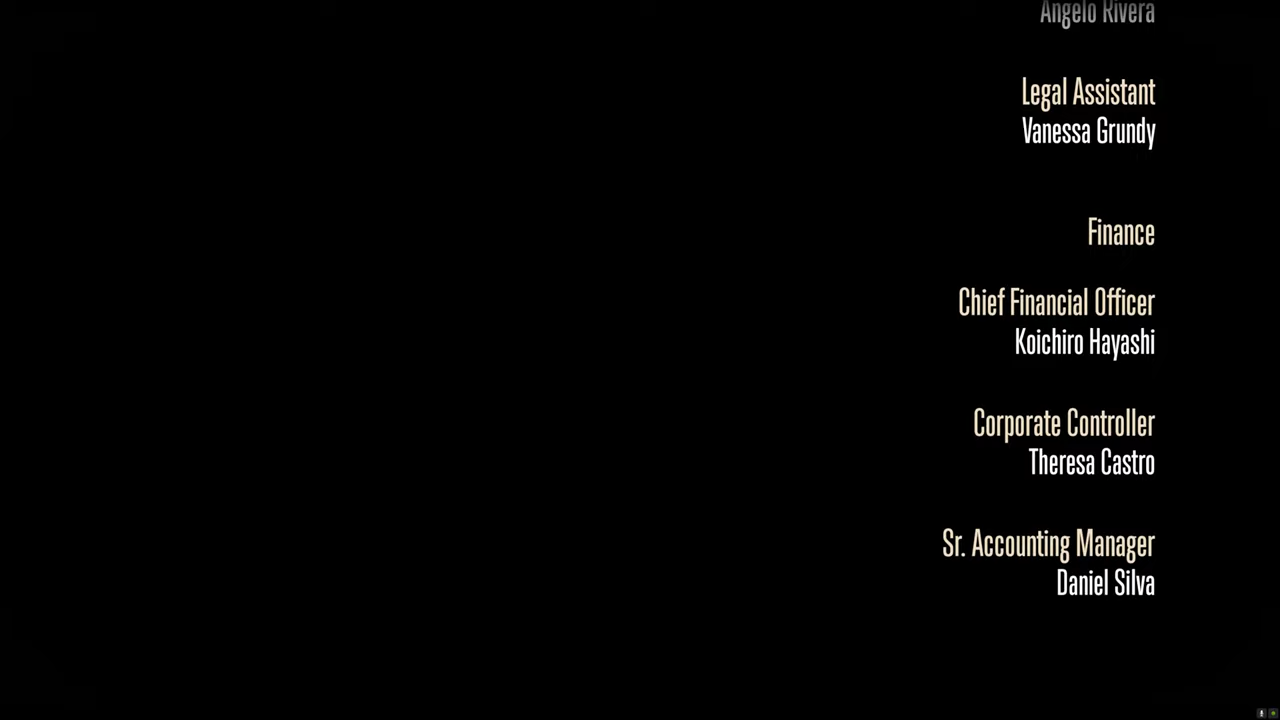 Angelo Rivera
Legal Assistant
Vanessa Grundy
Finance
Chief Financial Officer
Koichiro Hayashi
Corporate Controller
Theresa Castro
Sr. Accounting Manager
Daniel Silva